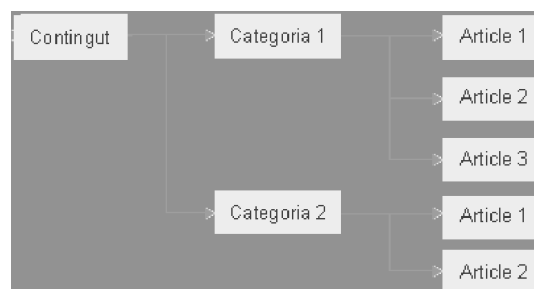 Contingut
Categoria 1
Article 1
Article 2
Article 3
Categoria 2
Article 1
Article 2